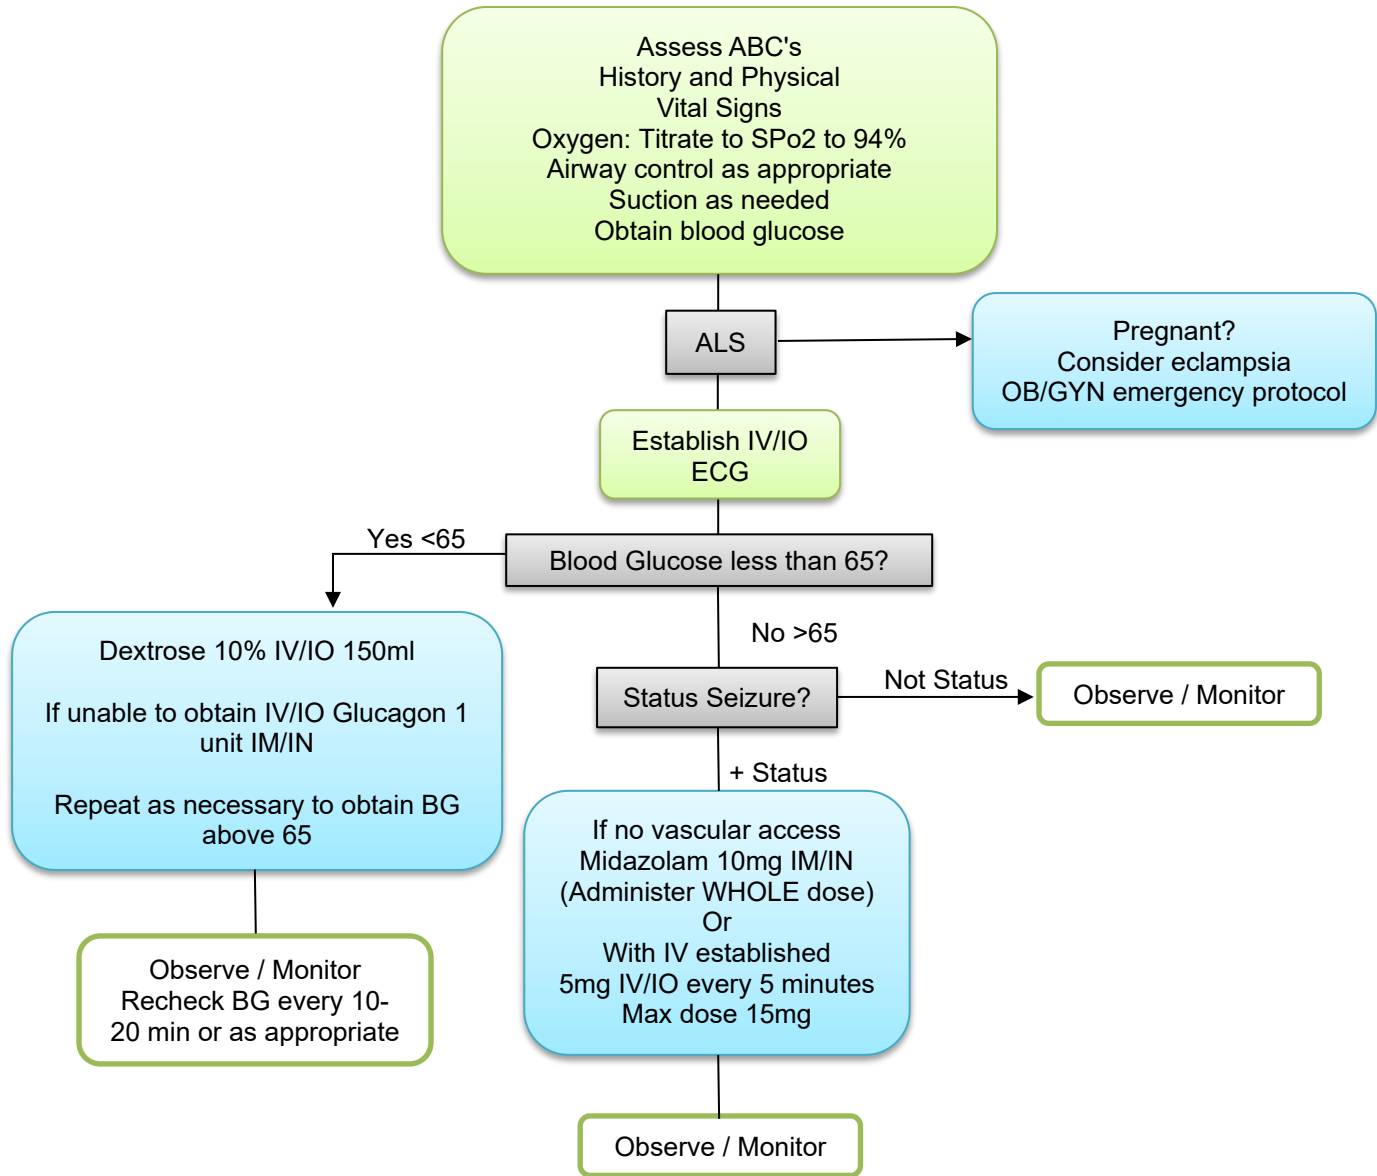 Assess ABC's
History and Physical
Vital Signs
Oxygen: Titrate to SPo2 to 94%
Airway control as appropriate
Suction as needed
Obtain blood glucose
ALS
Pregnant?
Consider eclampsia
OB/GYN emergency protocol
Establish IV/IO
ECG
Yes <65
Blood Glucose less than 65?
Dextrose 10% IV/IO 150ml
If unable to obtain IV/IO Glucagon 1
unit IM/IN
Repeat as necessary to obtain BG
above 65
No >65
Status Seizure?
Not Status
Observe / Monitor
+ Status
If no vascular access
Midazolam 10mg IM/IN
(Administer WHOLE dose)
Or
With IV established
5mg IV/IO every 5 minutes
Max dose 15mg
Observe / Monitor
Recheck BG every 10-
20 min or as appropriate
Observe / Monitor